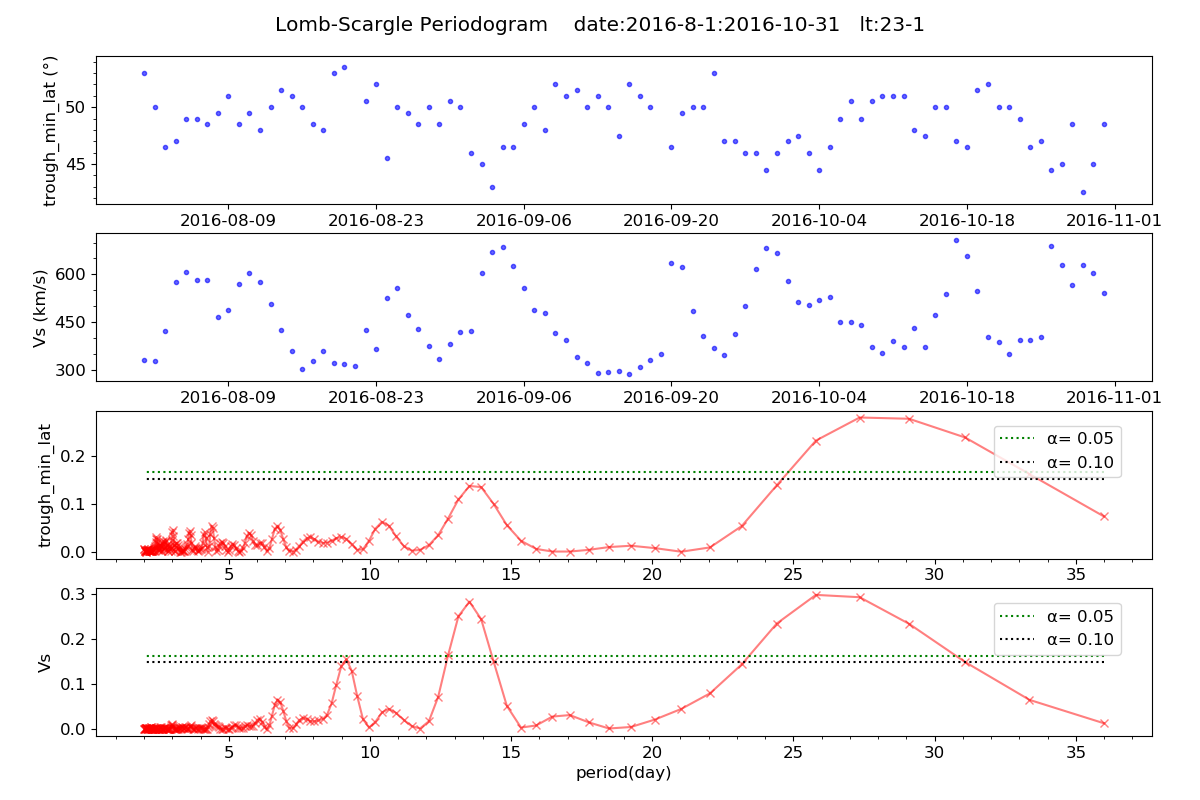 Lomb-Scargle Periodogram    date:2016-8-1:2016-10-31   lt:23-1
trough_min_lat (°)
50
45
2016-08-09 2016-08-23 2016-09-06 2016-09-20 2016-10-04 2016-10-18 2016-11-01
Vs (km/s)
600
450
300
2016-08-09 2016-08-23 2016-09-06 2016-09-20 2016-10-04 2016-10-18 2016-11-01
trough_min_lat
0.2
0.1
0.0
α= 0.05
α= 0.10
5 10 15 20 25 30 35
Vs
0.3
0.2
0.1
0.0
α= 0.05
α= 0.10
5 10 15 20 25 30 35
period(day)